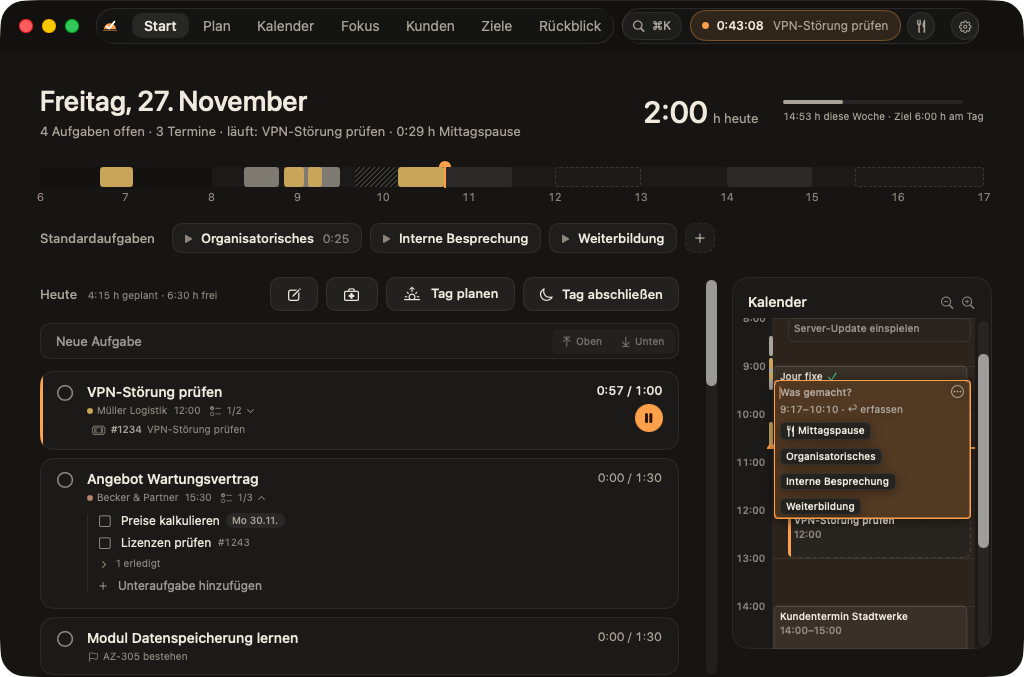 Start Plan Kalender Fokus Kunden Ziele Rückblick ⌘K 0:43:08 VPN-Störung prüfen
Freitag, 27. November
4 Aufgaben offen · 3 Termine · läuft: VPN-Störung prüfen · 0:29 h Mittagspause
2:00 h heute
14:53 h diese Woche · Ziel 6:00 h am Tag
6 7 8 9 10 11 12 13 14 15 16 17
Standardaufgaben Organisatorisches 0:25 Interne Besprechung Weiterbildung +
Heute 4:15 h geplant · 6:30 h frei Tag planen Tag abschließen
Neue Aufgabe Oben Unten
VPN-Störung prüfen 0:57 / 1:00
Müller Logistik 12:00 1/2
#1234 VPN-Störung prüfen
Angebot Wartungsvertrag 0:00 / 1:30
Becker & Partner 15:30 1/3
Preise kalkulieren Mo 30.11.
Lizenzen prüfen #1243
1 erledigt
+ Unteraufgabe hinzufügen
Modul Datenspeicherung lernen 0:00 / 1:30
AZ-305 bestehen
Kalender
8:00
Server-Update einspielen
9:00
Jour fixe ✓
Was gemacht?
9:17–10:10 · ↩ erfassen
10:00
Mittagspause
Organisatorisches
11:00
Interne Besprechung
12:00
Weiterbildung
VPN-Störung prüfen
12:00
13:00
14:00
Kundentermin Stadtwerke
14:00–15:00